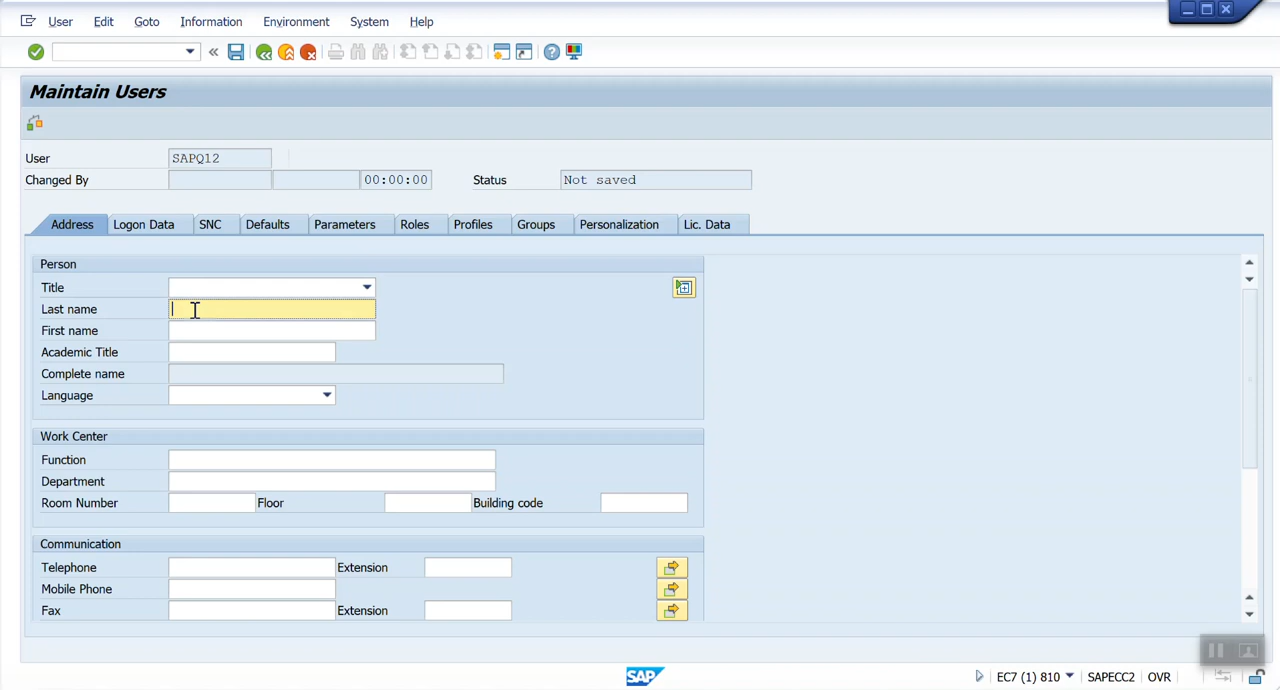 User Edit Goto Information Environment System Help
Maintain Users
User SAPQ12
Changed By 00:00:00 Status Not saved
Address Logon Data SNC Defaults Parameters Roles Profiles Groups Personalization Lic. Data
Person
Title
Last name
First name
Academic Title
Complete name
Language
Work Center
Function
Department
Room Number Floor Building code
Communication
Telephone Extension
Mobile Phone
Fax Extension
SAP EC7 (1) 810 SAPECC2 OVR